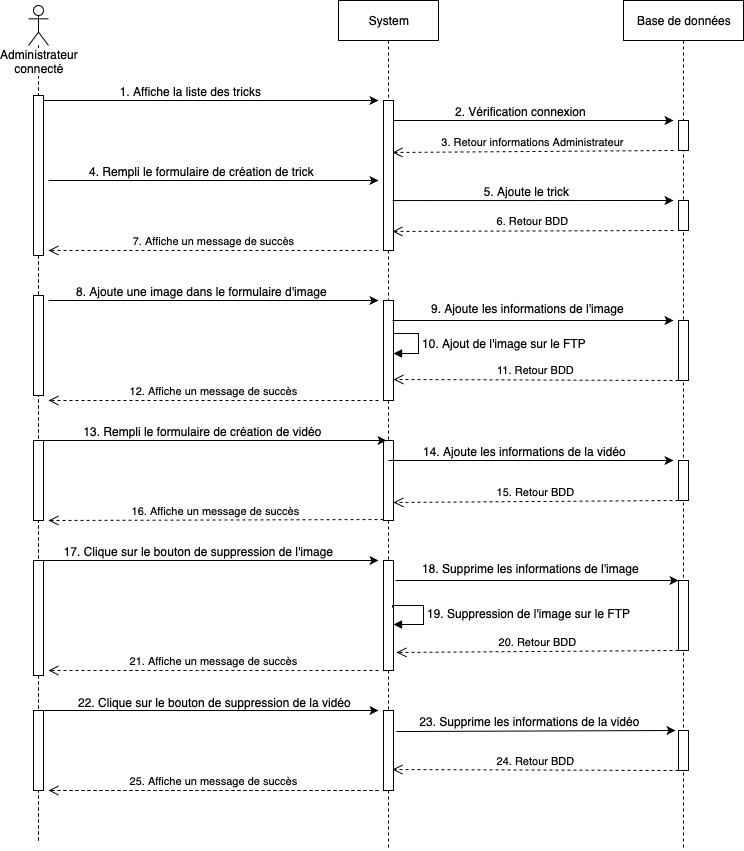 System
Base de données
Administrateur
connecté
1. Affiche la liste des tricks
2. Vérification connexion
3. Retour informations Administrateur
4. Rempli le formulaire de création de trick
5. Ajoute le trick
6. Retour BDD
7. Affiche un message de succès
8. Ajoute une image dans le formulaire d'image
9. Ajoute les informations de l'image
10. Ajout de l'image sur le FTP
11. Retour BDD
12. Affiche un message de succès
13. Rempli le formulaire de création de vidéo
14. Ajoute les informations de la vidéo
15. Retour BDD
16. Affiche un message de succès
17. Clique sur le bouton de suppression de l'image
18. Supprime les informations de l'image
19. Suppression de l'image sur le FTP
20. Retour BDD
21. Affiche un message de succès
22. Clique sur le bouton de suppression de la vidéo
23. Supprime les informations de la vidéo
24. Retour BDD
25. Affiche un message de succès